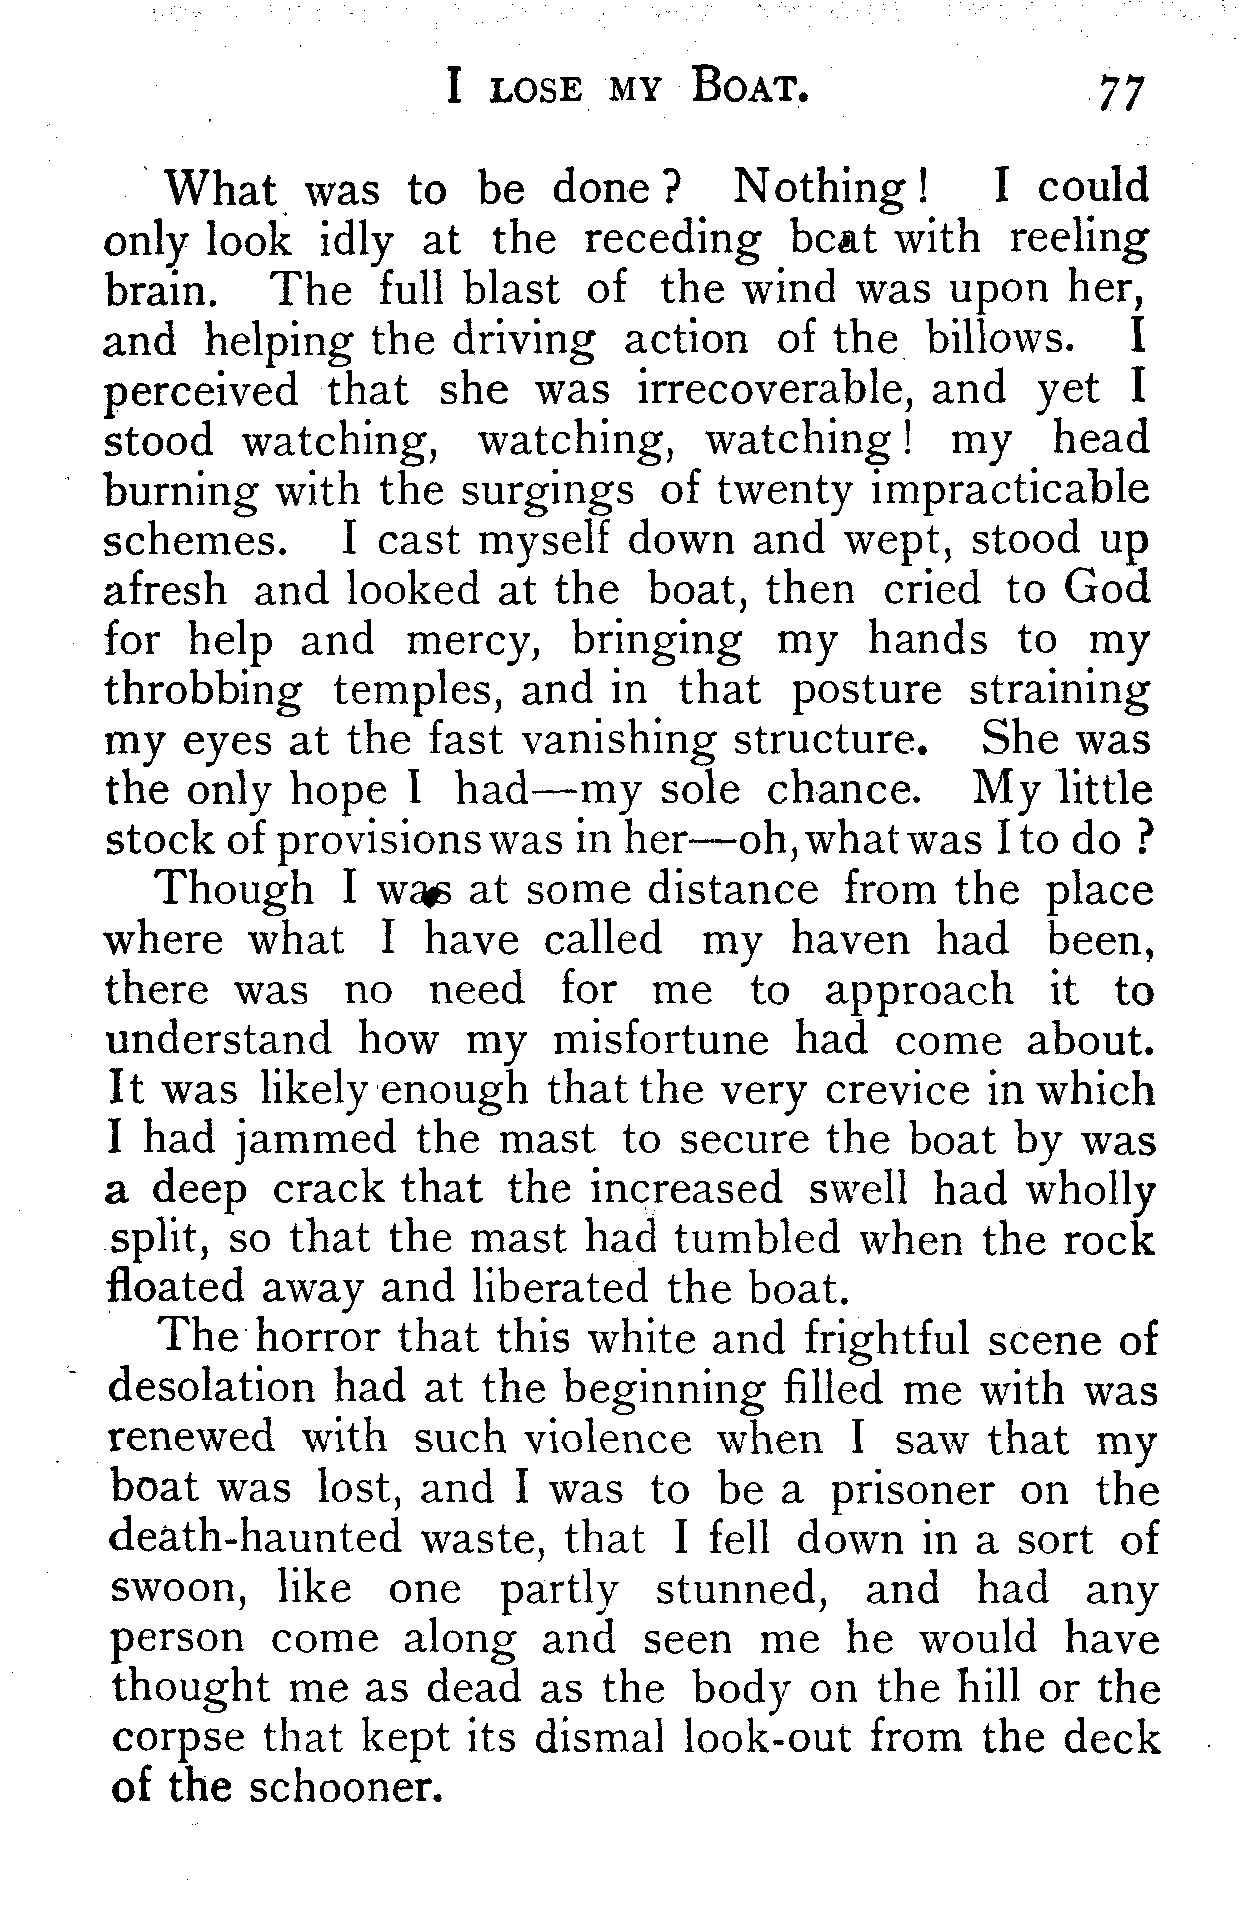 I LOSE MY BOAT. 77
What was to be done ? Nothing ! I could
only look idly at the receding boat with reeling
brain. The full blast of the wind was upon her,
and helping the driving action of the billows. I
perceived that she was irrecoverable, and yet I
stood watching, watching, watching ! my head
burning with the surgings of twenty impracticable
schemes. I cast myself down and wept, stood up
afresh and looked at the boat, then cried to God
for help and mercy, bringing my hands to my
throbbing temples, and in that posture straining
my eyes at the fast vanishing structure. She was
the only hope I had—my sole chance. My little
stock of provisions was in her—oh, what was I to do ?
Though I was at some distance from the place
where what I have called my haven had been,
there was no need for me to approach it to
understand how my misfortune had come about.
It was likely enough that the very crevice in which
I had jammed the mast to secure the boat by was
a deep crack that the increased swell had wholly
split, so that the mast had tumbled when the rock
floated away and liberated the boat.
The horror that this white and frightful scene of
desolation had at the beginning filled me with was
renewed with such violence when I saw that my
boat was lost, and I was to be a prisoner on the
death-haunted waste, that I fell down in a sort of
swoon, like one partly stunned, and had any
person come along and seen me he would have
thought me as dead as the body on the hill or the
corpse that kept its dismal look-out from the deck
of the schooner.